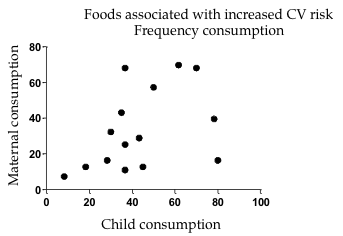 Foods associated with increased CV risk
Frequency consumption
Maternal consumption
80
60
40
20
0
0 20 40 60 80 100
Child consumption